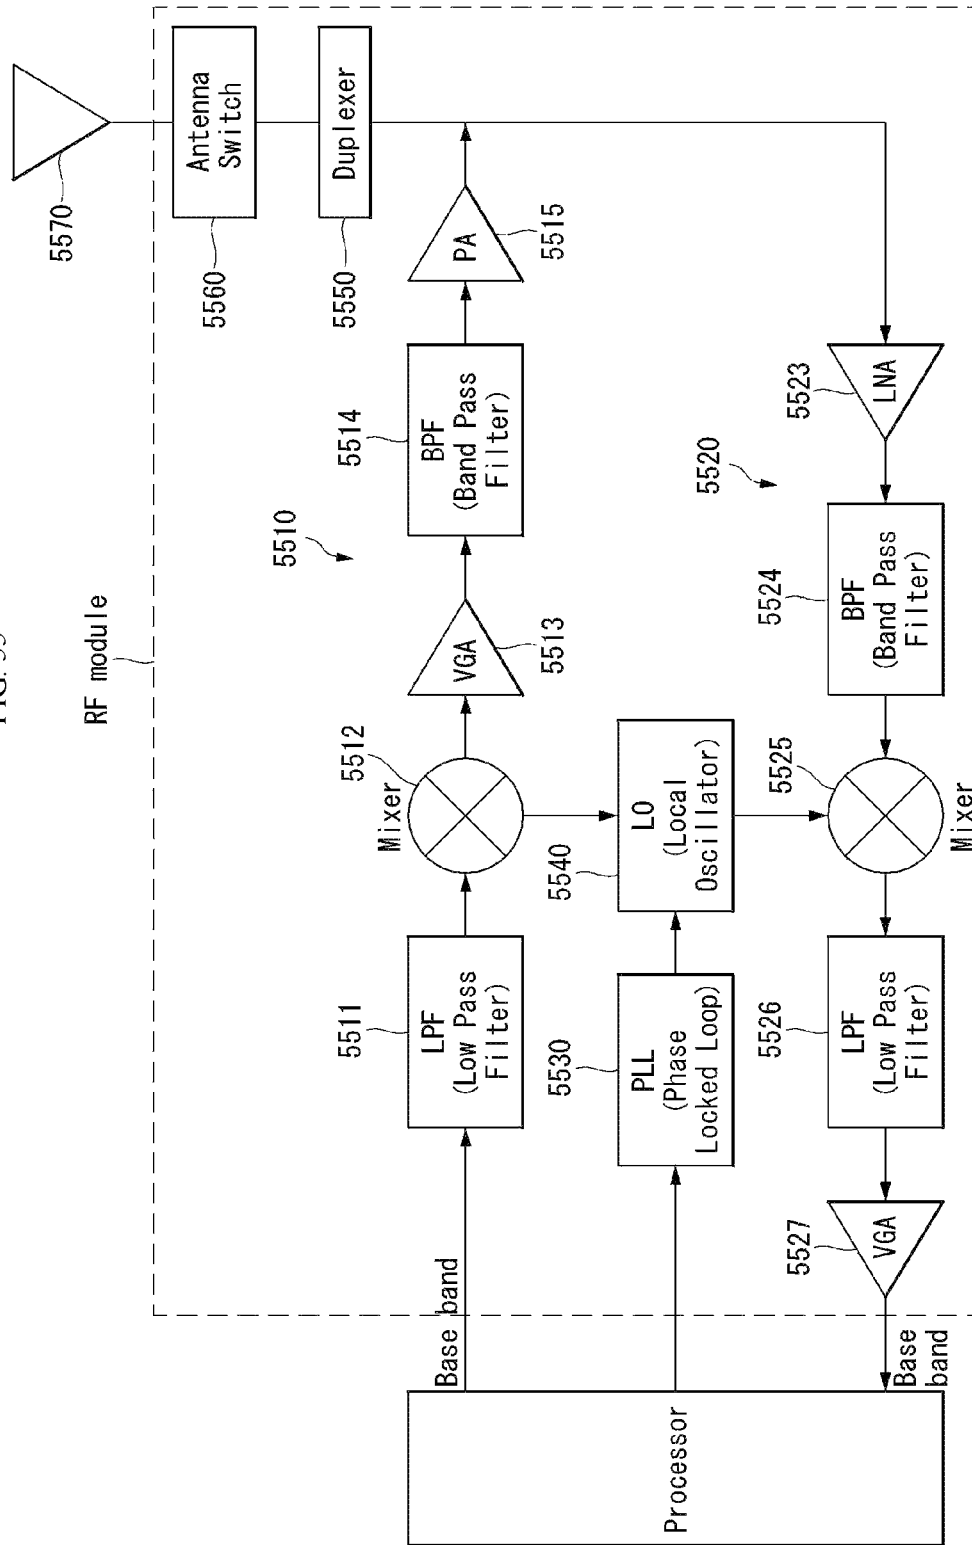 FIG. 55
RF module
5570
Antenna
Switch
5560
Duplexer
5550
5510
Base band
LPF
(Low Pass
Filter)
5511
Mixer
5512
VGA
5513
BPF
(Band Pass
Filter)
5514
PA
5515
Processor
PLL
(Phase
Locked Loop)
5530
LO
(Local
Oscillator)
5540
5520
Base
band
VGA
5527
LPF
(Low Pass
Filter)
5526
Mixer
5525
BPF
(Band Pass
Filter)
5524
LNA
5523